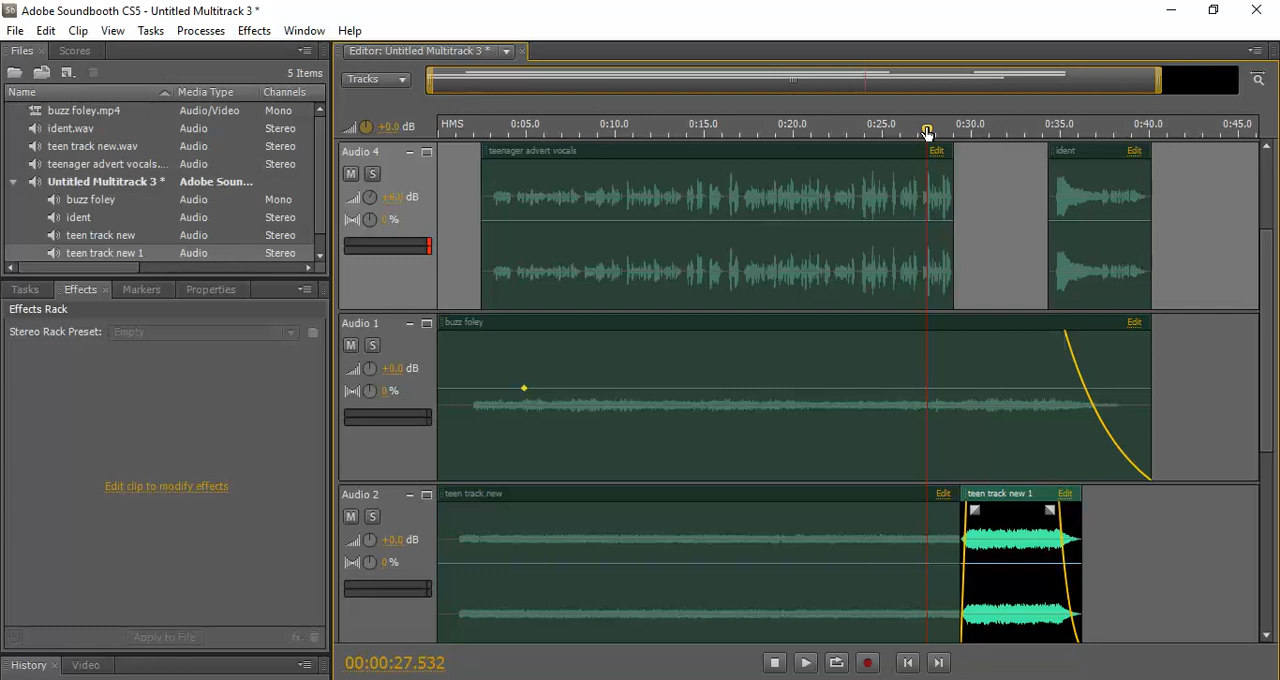 Sb Adobe Soundbooth CS5 - Untitled Multitrack 3 *
File Edit Clip View Tasks Processes Effects Window Help
Files Scores Editor: Untitled Multitrack 3 *
5 Items Tracks
Name Media Type Channels
buzz foley.mp4 Audio/Video Mono
ident.wav Audio Stereo
teen track new.wav Audio Stereo
teenager advert vocals.... Audio Stereo
Untitled Multitrack 3 * Adobe Soun...
buzz foley Audio Mono
ident Audio Stereo
teen track new Audio Stereo
teen track new 1 Audio Stereo
Tasks Effects Markers Properties
Effects Rack
Stereo Rack Preset: Empty
Edit clip to modify effects
Apply to File fx
History Video
+0.0 dB HMS 0:05.0 0:10.0 0:15.0 0:20.0 0:25.0 0:30.0 0:35.0 0:40.0 0:45.0
Audio 4 teenager advert vocals Edit ident Edit
M S
+6.0 dB
0 %
Audio 1 buzz foley Edit
M S
+0.0 dB
0 %
Audio 2 teen track new Edit teen track new 1 Edit
M S
+0.0 dB
0 %
00:00:27.532